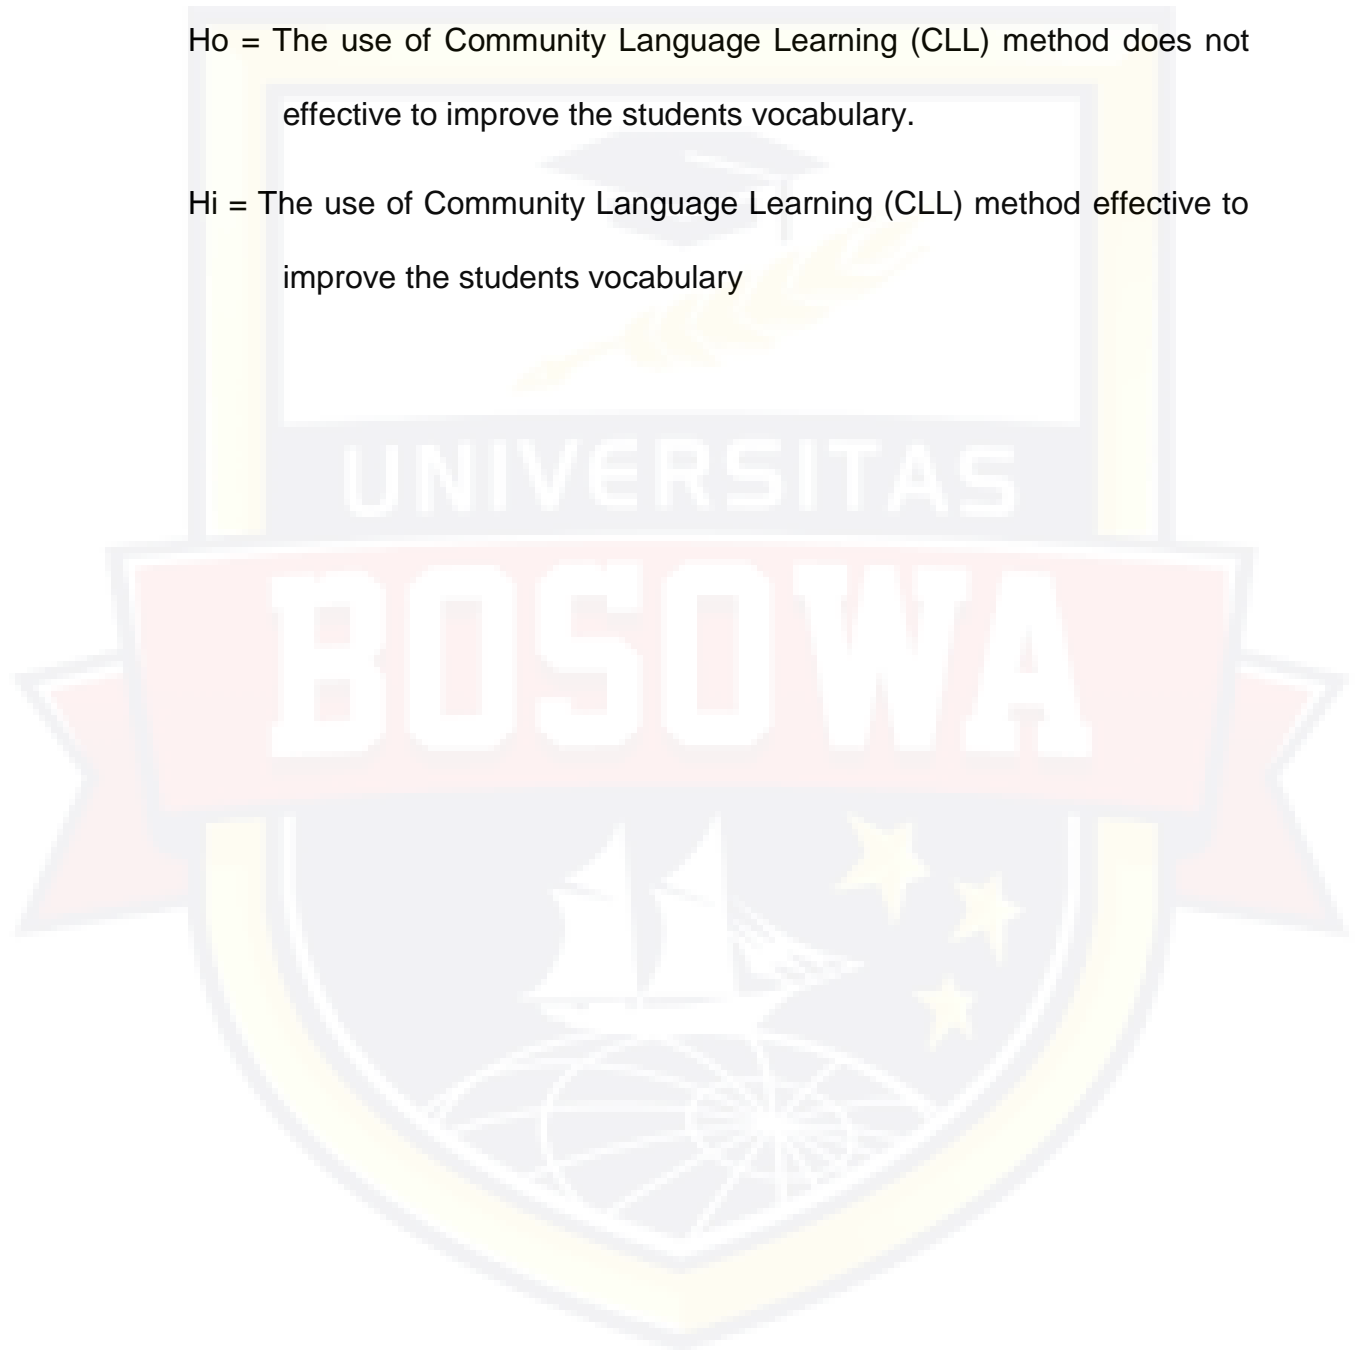 Ho = The use of Community Language Learning (CLL) method does not
effective to improve the students vocabulary.
Hi = The use of Community Language Learning (CLL) method effective to
improve the students vocabulary
UNIVERSITAS
BOSOWA